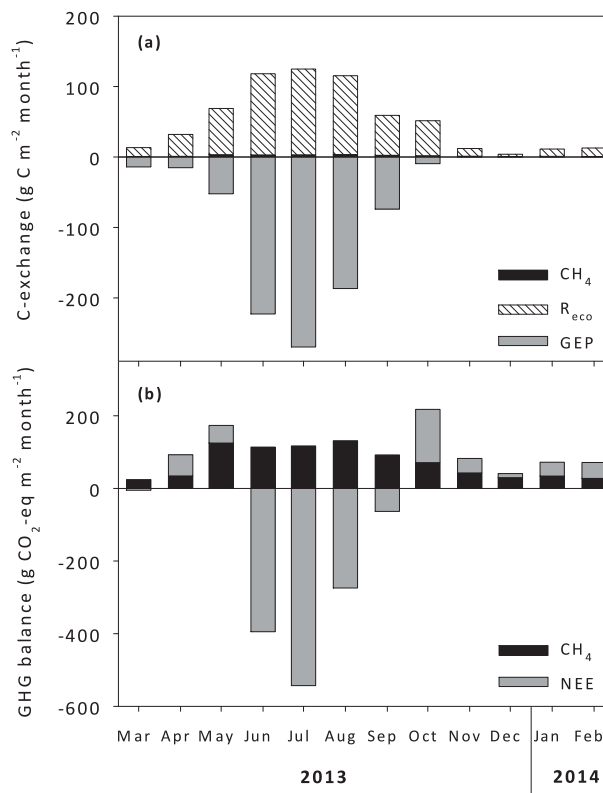 (a)
200
100
0
-100
-200
C-exchange (g C m⁻² month⁻¹)
CH₄
Rₑcₒ
GEP
(b)
200
0
-200
-400
-600
GHG balance (g CO₂-eq m⁻² month⁻¹)
CH₄
NEE
Mar Apr May Jun Jul Aug Sep Oct Nov Dec Jan Feb
2013 2014